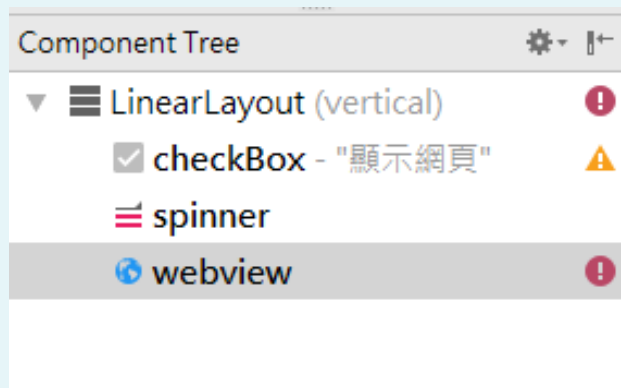 Component Tree
LinearLayout (vertical)
checkBox - "顯示網頁"
spinner
webview